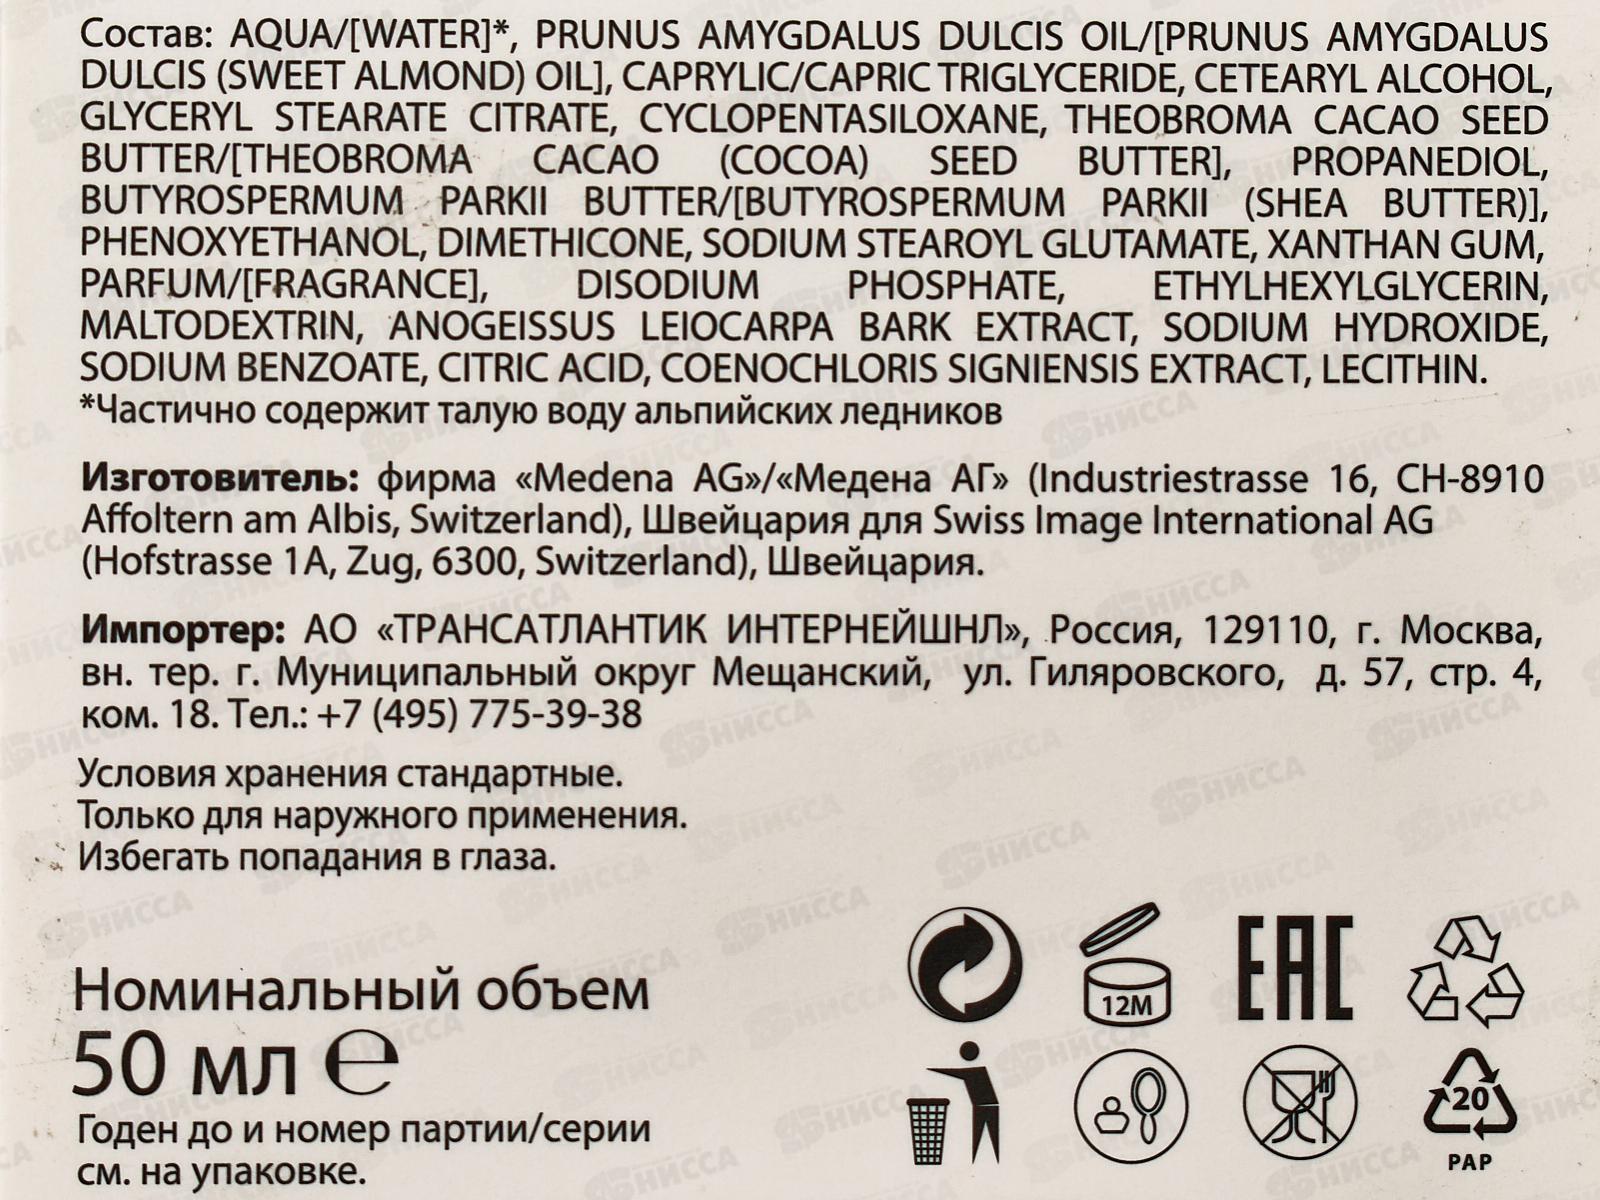 Состав: AQUA/[WATER]*, PRUNUS AMYGDALUS DULCIS OIL/[PRUNUS AMYGDALUS
DULCIS (SWEET ALMOND) OIL], CAPRYLIC/CAPRIC TRIGLYCERIDE, CETEARYL ALCOHOL,
GLYCERYL STEARATE CITRATE, CYCLOPENTASILOXANE, THEOBROMA CACAO SEED
BUTTER/[THEOBROMA CACAO (COCOA) SEED BUTTER], PROPANEDIOL,
BUTYROSPERMUM PARKII BUTTER/[BUTYROSPERMUM PARKII (SHEA BUTTER)],
PHENOXYETHANOL, DIMETHICONE, SODIUM STEAROYL GLUTAMATE, XANTHAN GUM,
PARFUM/[FRAGRANCE], DISODIUM PHOSPHATE, ETHYLHEXYLGLYCERIN,
MALTODEXTRIN, ANOGEISSUS LEIOCARPA BARK EXTRACT, SODIUM HYDROXIDE,
SODIUM BENZOATE, CITRIC ACID, COENOCHLORIS SIGNIENSIS EXTRACT, LECITHIN.
*Частично содержит талую воду альпийских ледников
Изготовитель: фирма «Medena AG»/«Медена АГ» (Industriestrasse 16, CH-8910
Affoltern am Albis, Switzerland), Швейцария для Swiss Image International AG
(Hofstrasse 1A, Zug, 6300, Switzerland), Швейцария.
Импортер: АО «ТРАНСАТЛАНТИК ИНТЕРНЕЙШНЛ», Россия, 129110, г. Москва,
вн. тер. г. Муниципальный округ Мещанский, ул. Гиляровского, д. 57, стр. 4,
ком. 18. Тел.: +7 (495) 775-39-38
Условия хранения стандартные.
Только для наружного применения.
Избегать попадания в глаза.
Номинальный объем
50 мл ℮
Годен до и номер партии/серии
см. на упаковке.
12M
EAC
20
PAP
НИССА